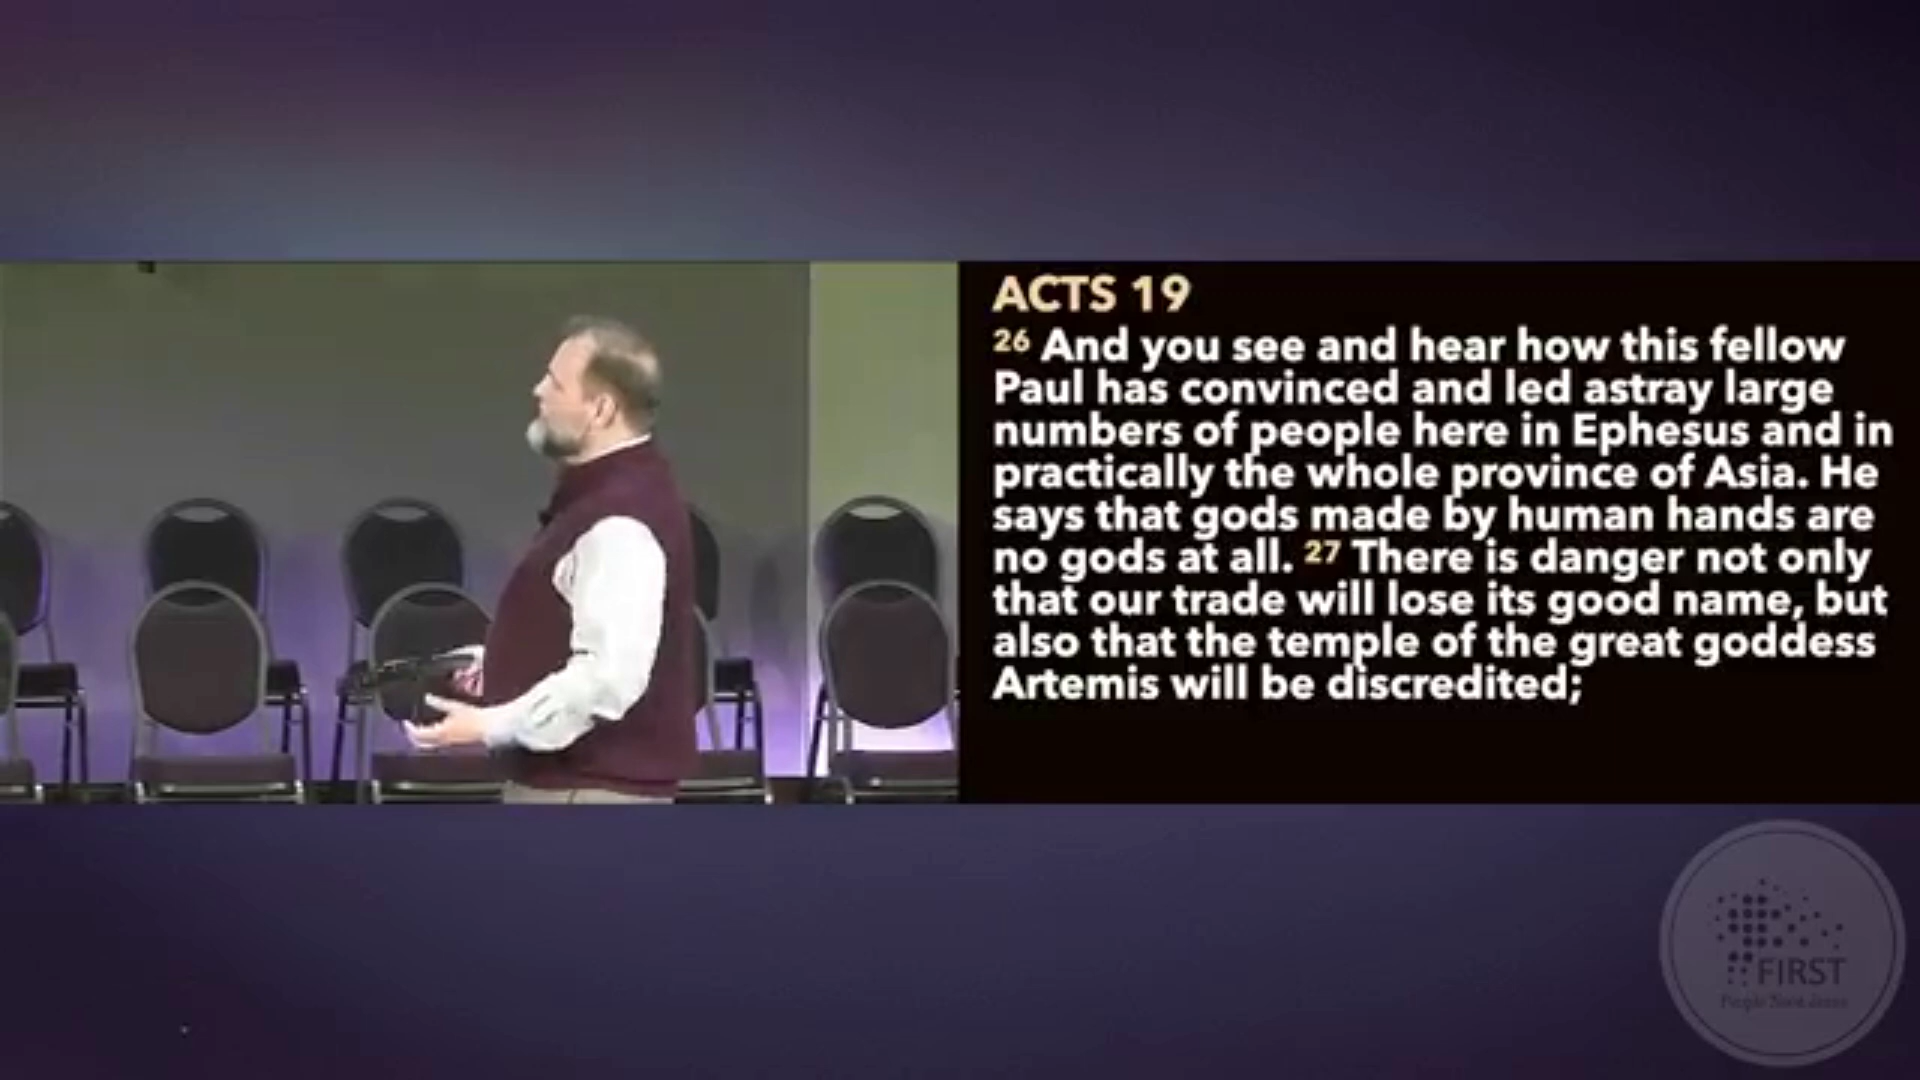 ACTS 19
26 And you see and hear how this fellow
Paul has convinced and led astray large
numbers of people here in Ephesus and in
practically the whole province of Asia. He
says that gods made by human hands are
no gods at all. 27 There is danger not only
that our trade will lose its good name, but
also that the temple of the great goddess
Artemis will be discredited;
FIRST
People Need Jesus